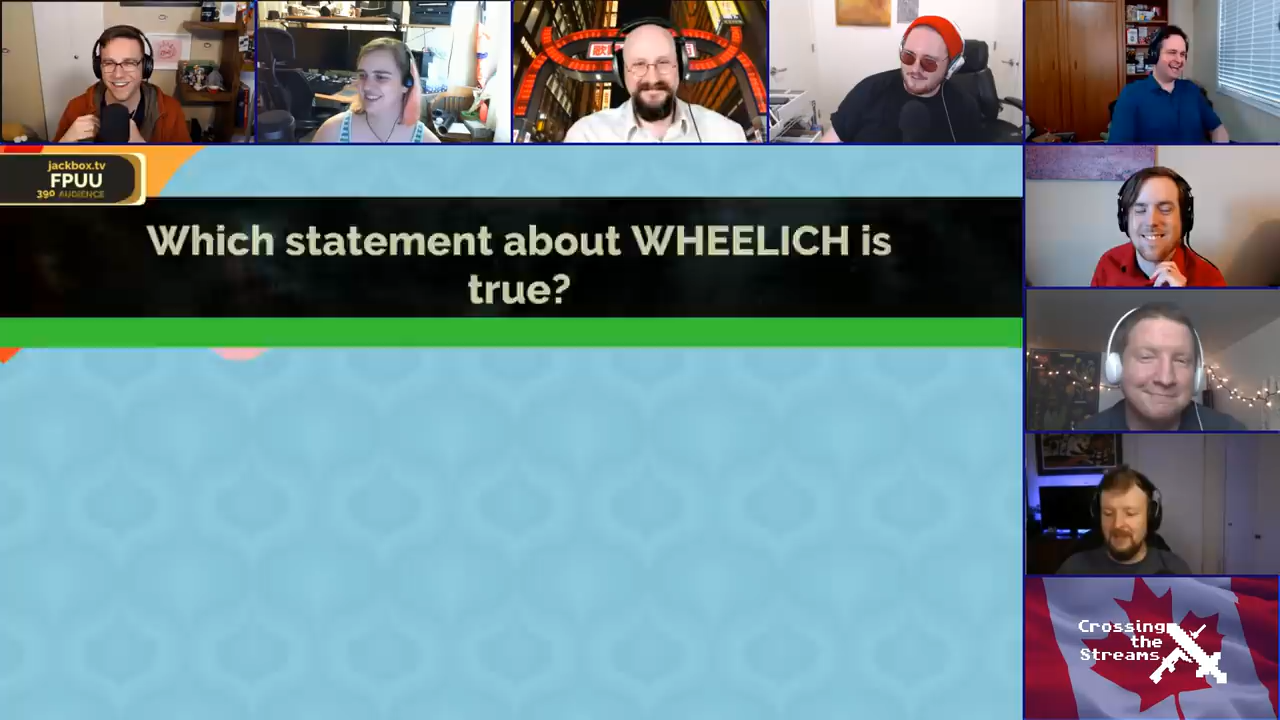 jackbox.tv
FPUU
390 AUDIENCE
Which statement about WHEELICH is
true?
Crossing
the
Streams